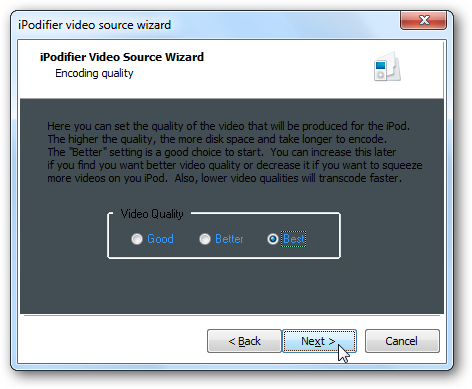 iPodifier video source wizard
iPodifier Video Source Wizard
Encoding quality
Here you can set the quality of the video that will be produced for the iPod.
The higher the quality, the more disk space and take longer to encode.
The "Better" setting is a good choice to start. You can increase this later
if you find you want better video quality or decrease it if you want to squeeze
more videos on you iPod. Also, lower video qualities will transcode faster.
Video Quality
Good Better Best
< Back Next > Cancel